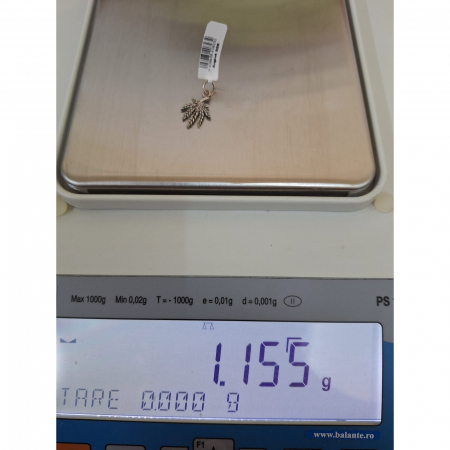 Max 1000g Min 0,02g T = - 1000g e = 0,01g d = 0,001g II
PS
1.155 g
TARE 0.000 g
www.balante.ro
F1